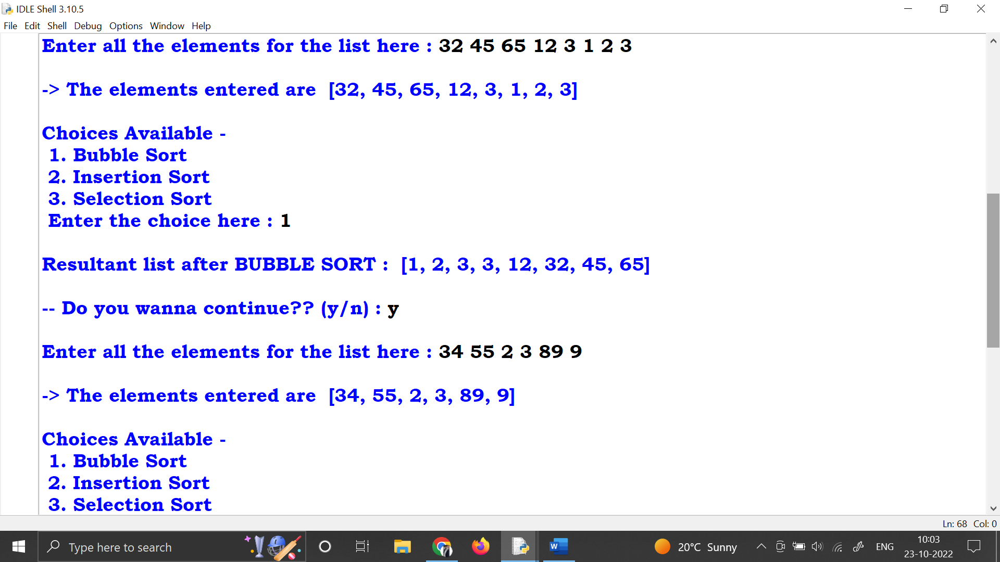 IDLE Shell 3.10.5
File Edit Shell Debug Options Window Help
Enter all the elements for the list here : 32 45 65 12 3 1 2 3
-> The elements entered are  [32, 45, 65, 12, 3, 1, 2, 3]
Choices Available -
1. Bubble Sort
2. Insertion Sort
3. Selection Sort
Enter the choice here : 1
Resultant list after BUBBLE SORT :  [1, 2, 3, 3, 12, 32, 45, 65]
-- Do you wanna continue?? (y/n) : y
Enter all the elements for the list here : 34 55 2 3 89 9
-> The elements entered are  [34, 55, 2, 3, 89, 9]
Choices Available -
1. Bubble Sort
2. Insertion Sort
3. Selection Sort
Ln: 68 Col: 0
Type here to search
W
20°C Sunny
ENG
10:03
23-10-2022